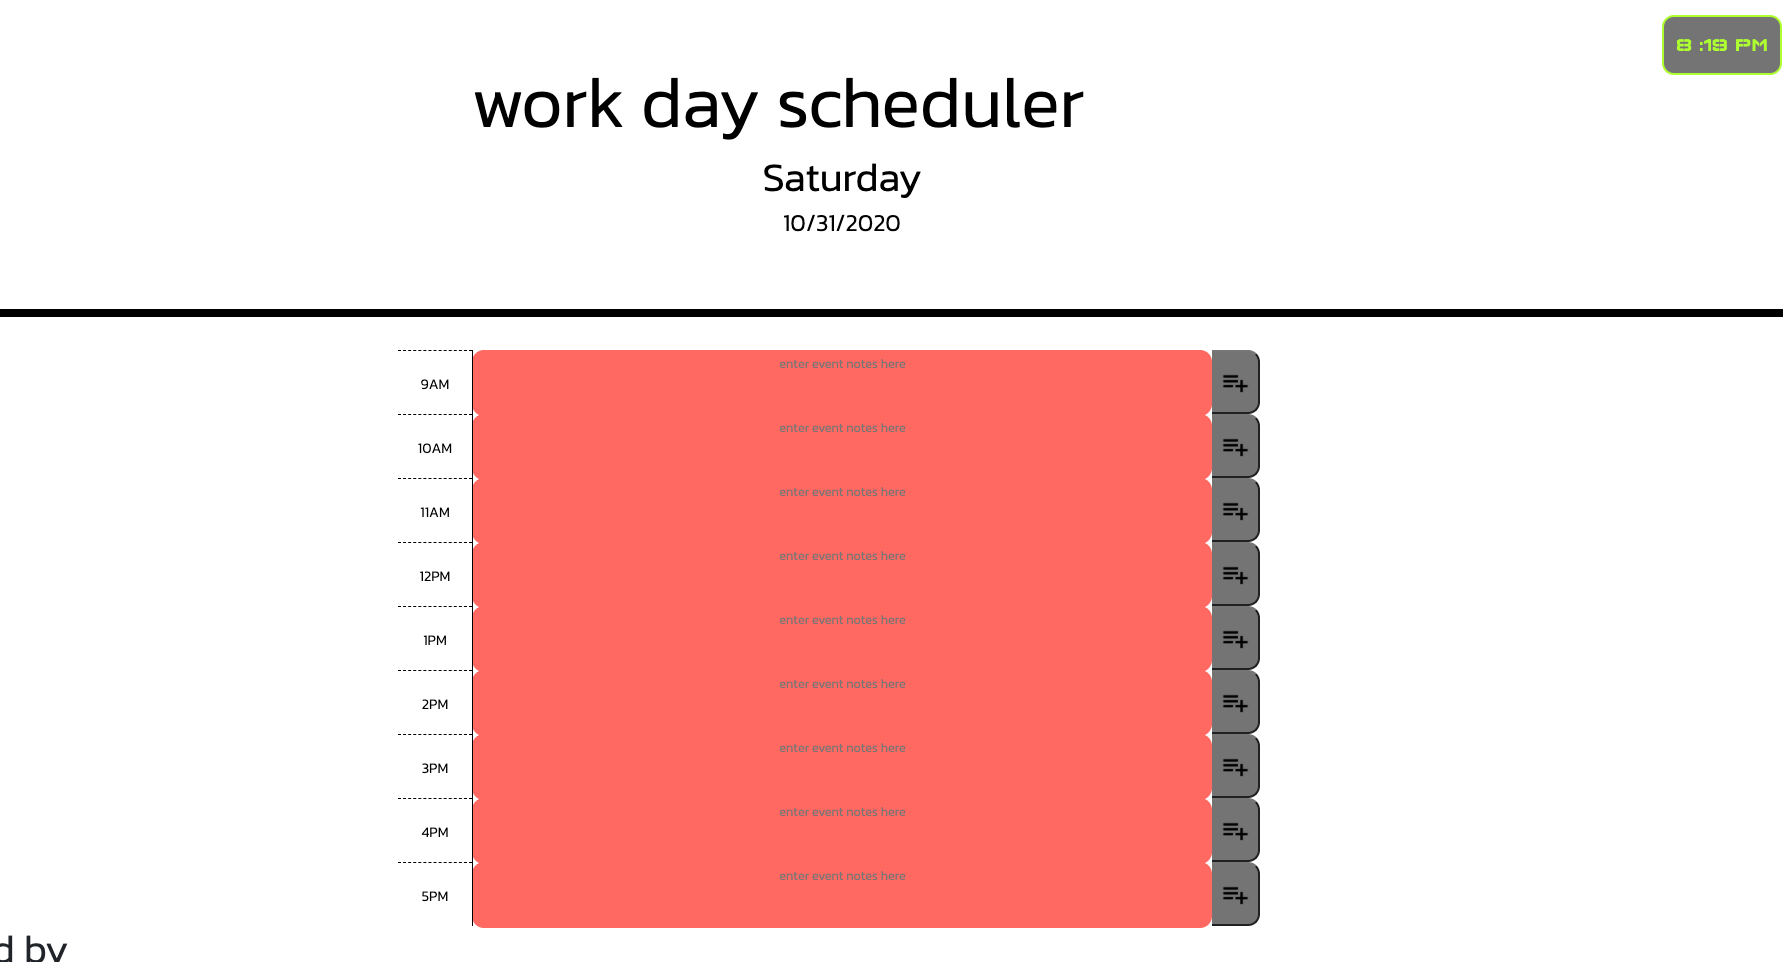 8 :19 PM
work day scheduler
Saturday
10/31/2020
9AM
enter event notes here
10AM
enter event notes here
11AM
enter event notes here
12PM
enter event notes here
1PM
enter event notes here
2PM
enter event notes here
3PM
enter event notes here
4PM
enter event notes here
5PM
enter event notes here
d by